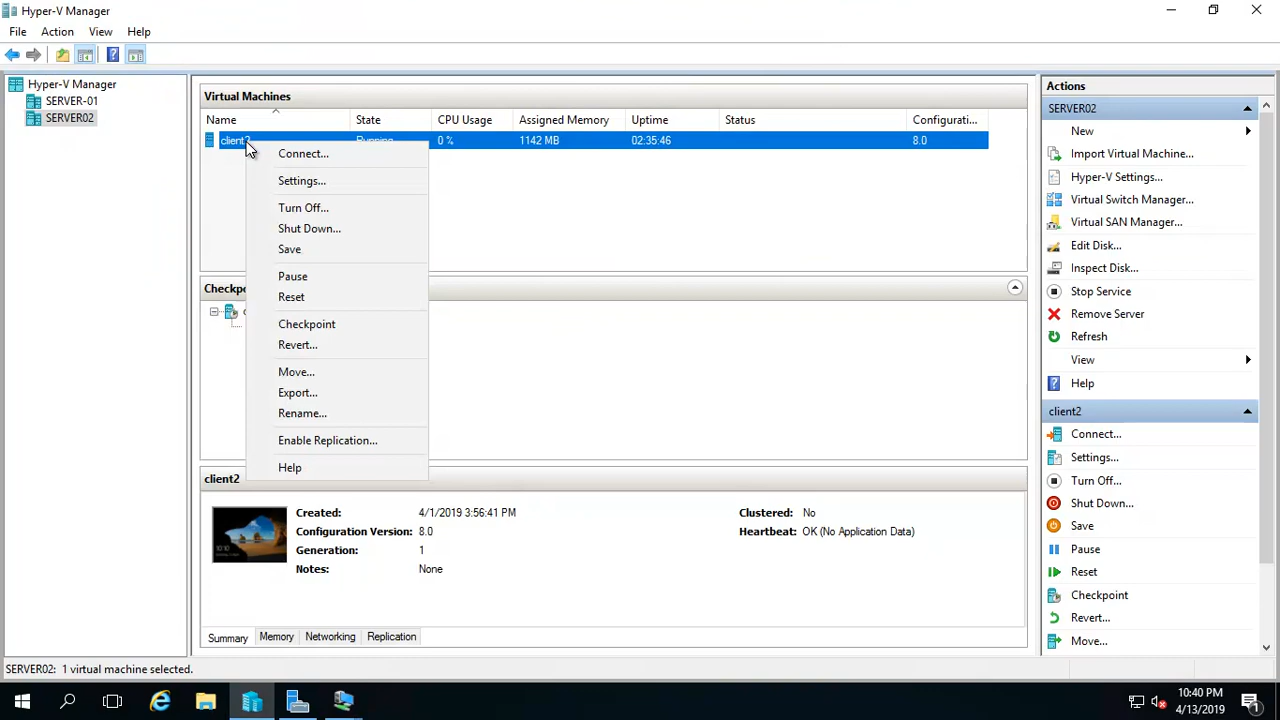 Hyper-V Manager
File Action View Help
Hyper-V Manager
SERVER-01
SERVER02
Virtual Machines
Name State CPU Usage Assigned Memory Uptime Status Configurati...
client2 Running 0 % 1142 MB 02:35:46 8.0
Connect...
Settings...
Turn Off...
Shut Down...
Save
Pause
Reset
Checkpoint
Revert...
Move...
Export...
Rename...
Enable Replication...
Help
client2
Created: 4/1/2019 3:56:41 PM
Configuration Version: 8.0
Generation: 1
Notes: None
Clustered: No
Heartbeat: OK (No Application Data)
Summary Memory Networking Replication
Actions
SERVER02
New
Import Virtual Machine...
Hyper-V Settings...
Virtual Switch Manager...
Virtual SAN Manager...
Edit Disk...
Inspect Disk...
Stop Service
Remove Server
Refresh
View
Help
client2
Connect...
Settings...
Turn Off...
Shut Down...
Save
Pause
Reset
Checkpoint
Revert...
Move...
SERVER02: 1 virtual machine selected.
10:40 PM
4/13/2019
1